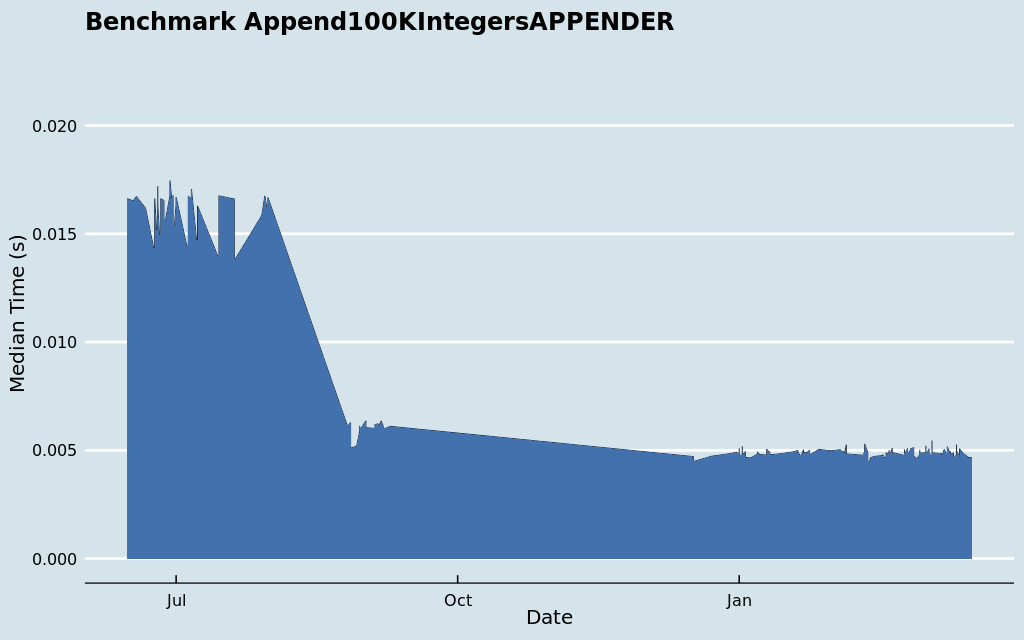 Benchmark Append100KIntegersAPPENDER
Median Time (s)
0.020
0.015
0.010
0.005
0.000
Jul
Oct
Jan
Date